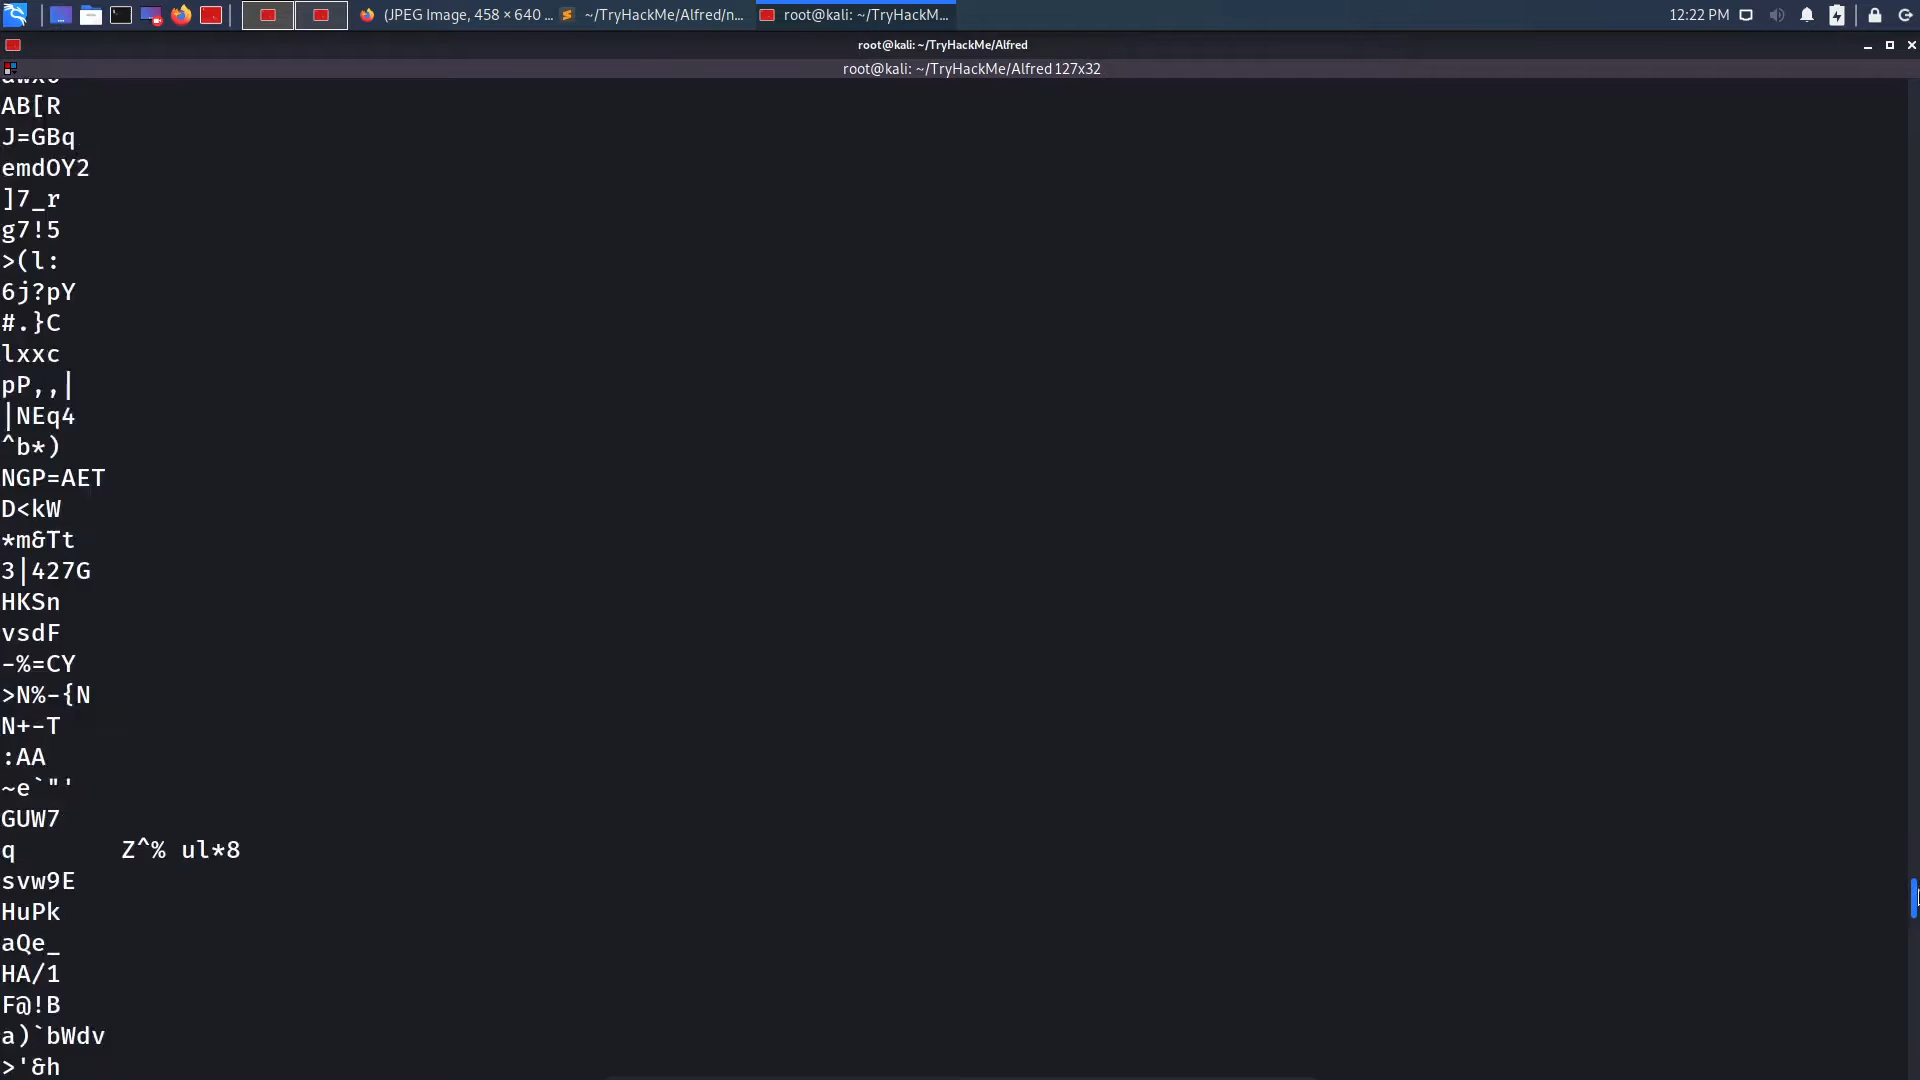 (JPEG Image, 458 × 640 ... ~/TryHackMe/Alfred/n... root@kali: ~/TryHackM... 12:22 PM
root@kali: ~/TryHackMe/Alfred
root@kali: ~/TryHackMe/Alfred 127x32
AB[R
J=GBq
emdOY2
]7_r
g7!5
>(l:
6j?pY
#.}C
lxxc
pP,,|
|NEq4
^b*)
NGP=AET
D<kW
*m&Tt
3|427G
HKSn
vsdF
-%=CY
>N%-{N
N+-T
:AA
~e`"'
GUW7
q       Z^% ul*8
svw9E
HuPk
aQe_
HA/1
F@!B
a)`bWdv
>'&h